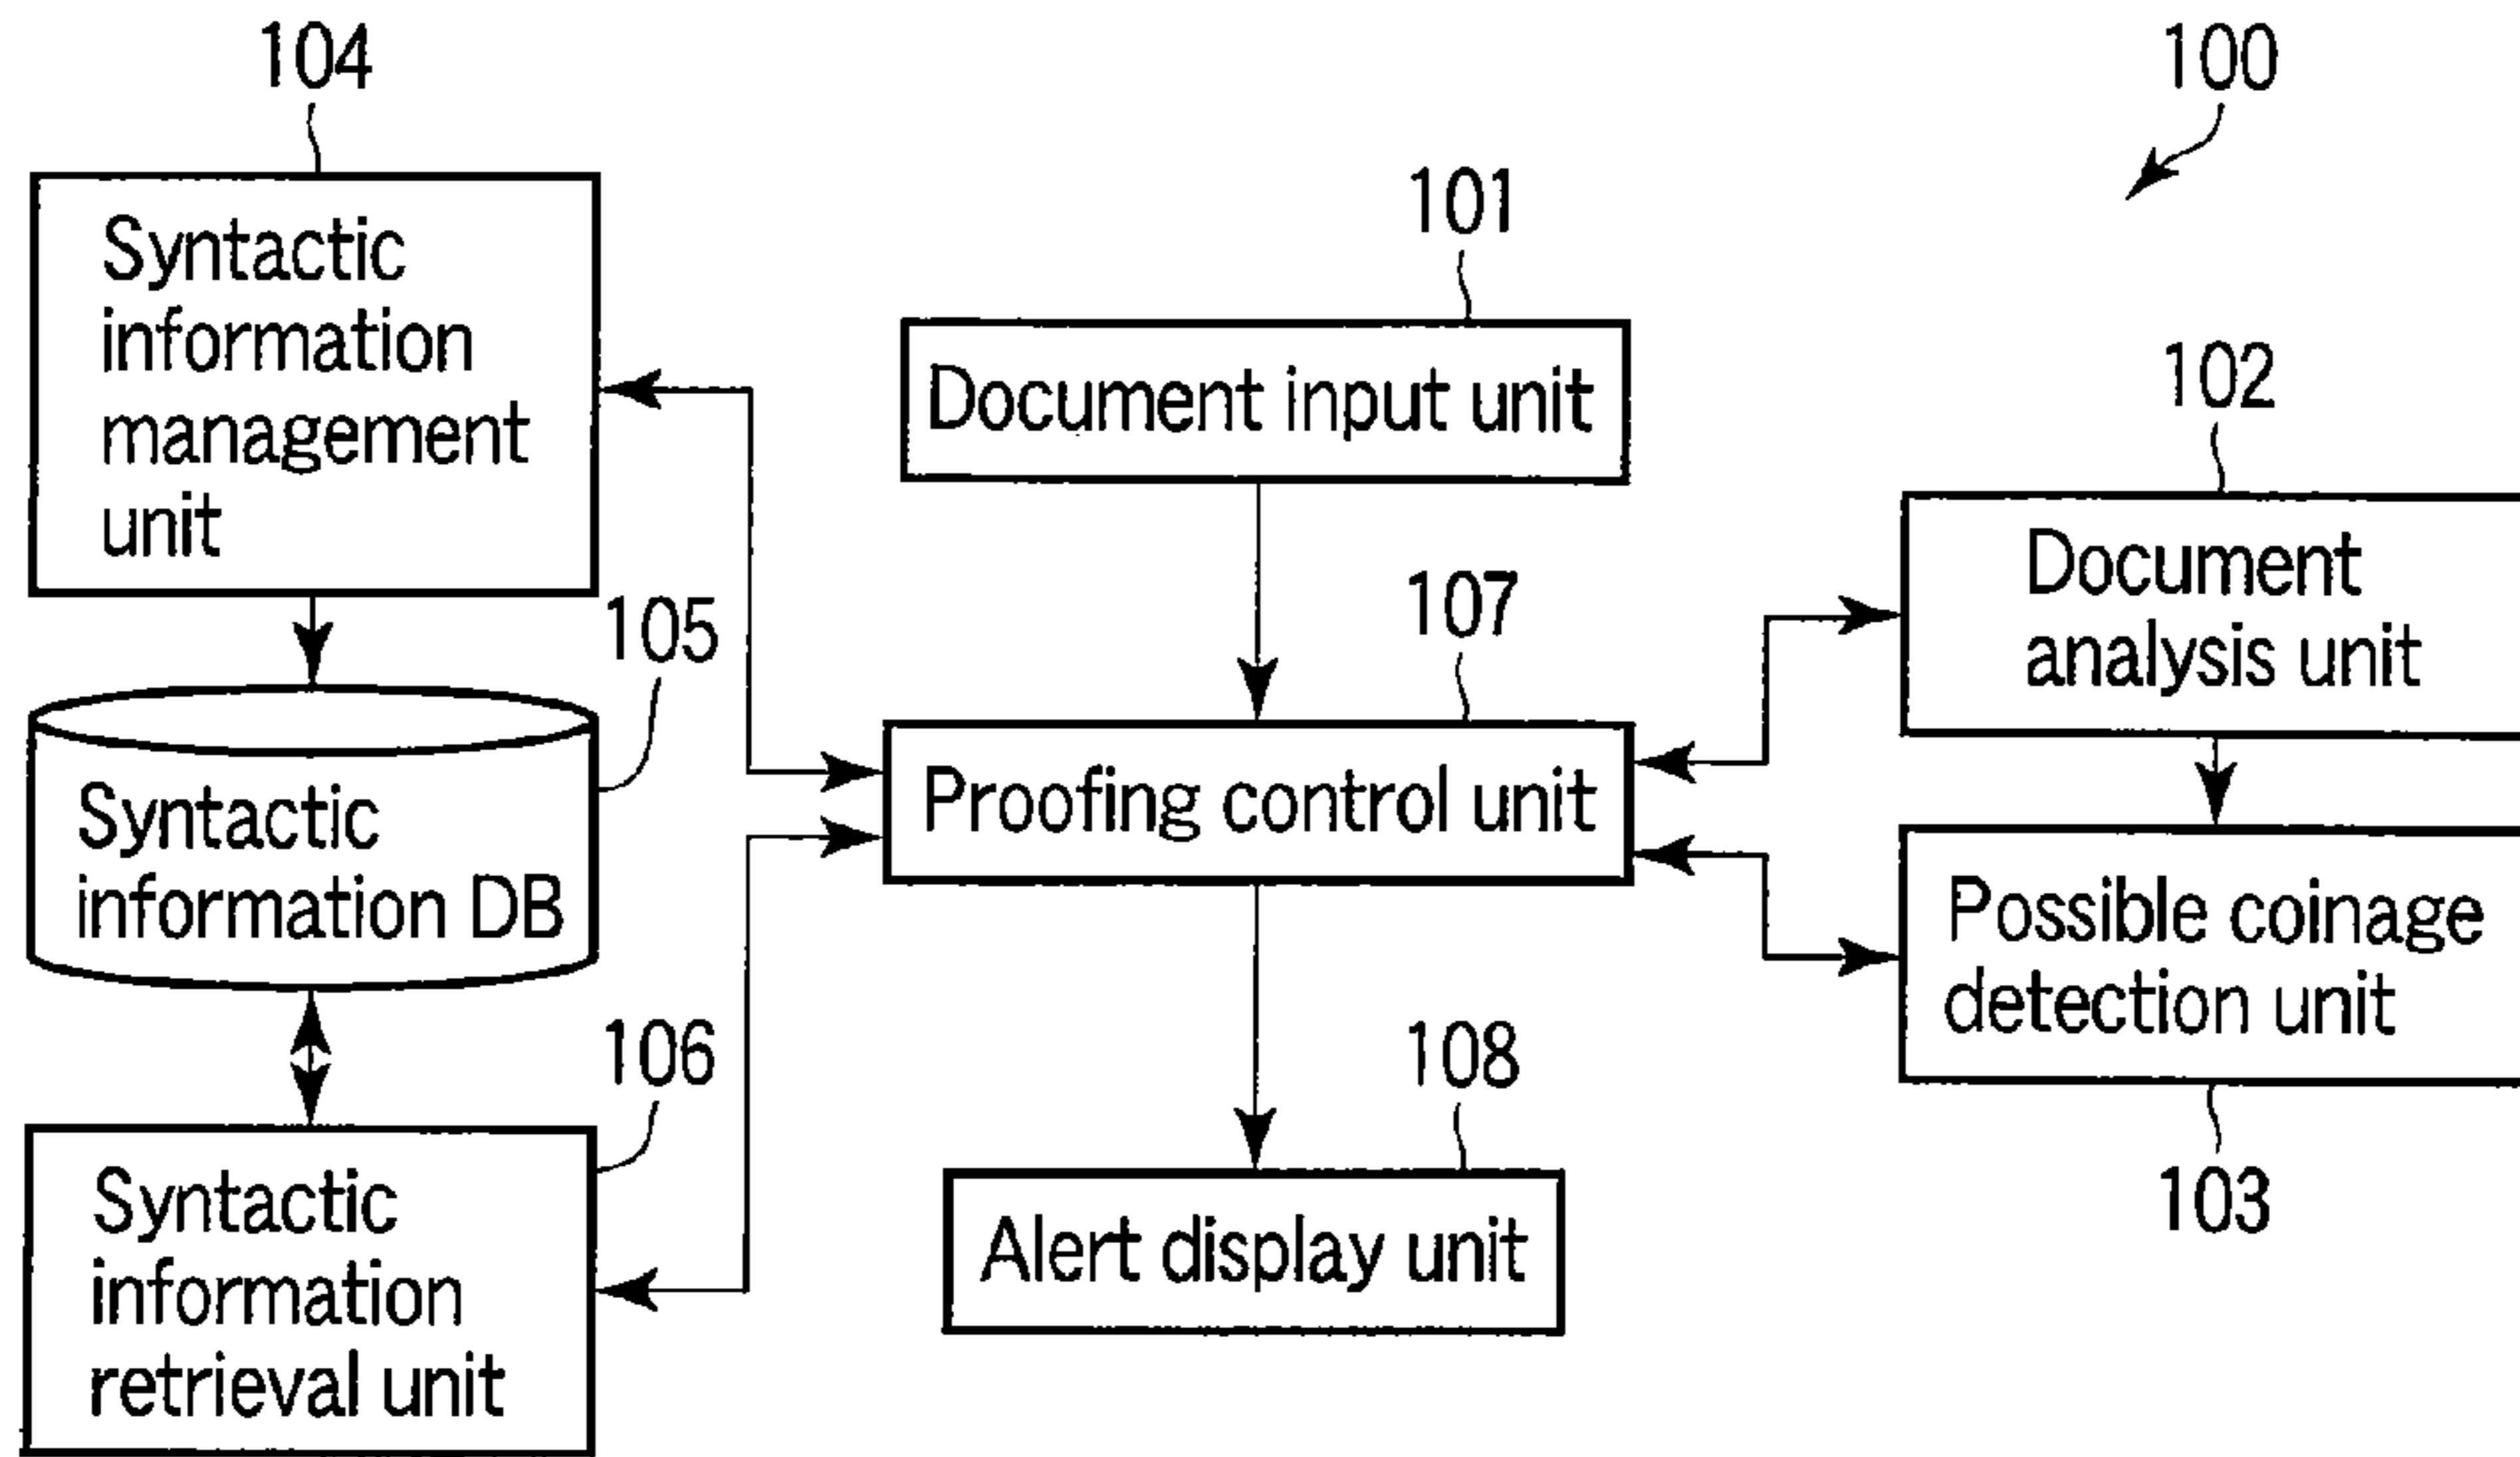 104
100
Syntactic
information
management
unit
101
Document input unit
102
Document
analysis unit
105
107
Syntactic
information DB
Proofing control unit
Possible coinage
detection unit
103
106
108
Syntactic
information
retrieval unit
Alert display unit